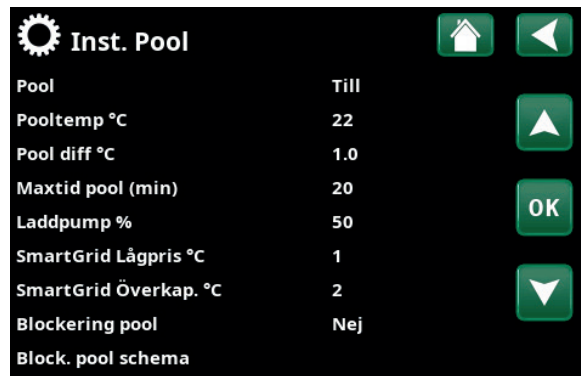 Inst. Pool
Pool Till
Pooltemp °C 22
Pool diff °C 1.0
Maxtid pool (min) 20
Laddpump % 50
OK
SmartGrid Lågpris °C 1
SmartGrid Överkap. °C 2
Blockering pool Nej
Block. pool schema